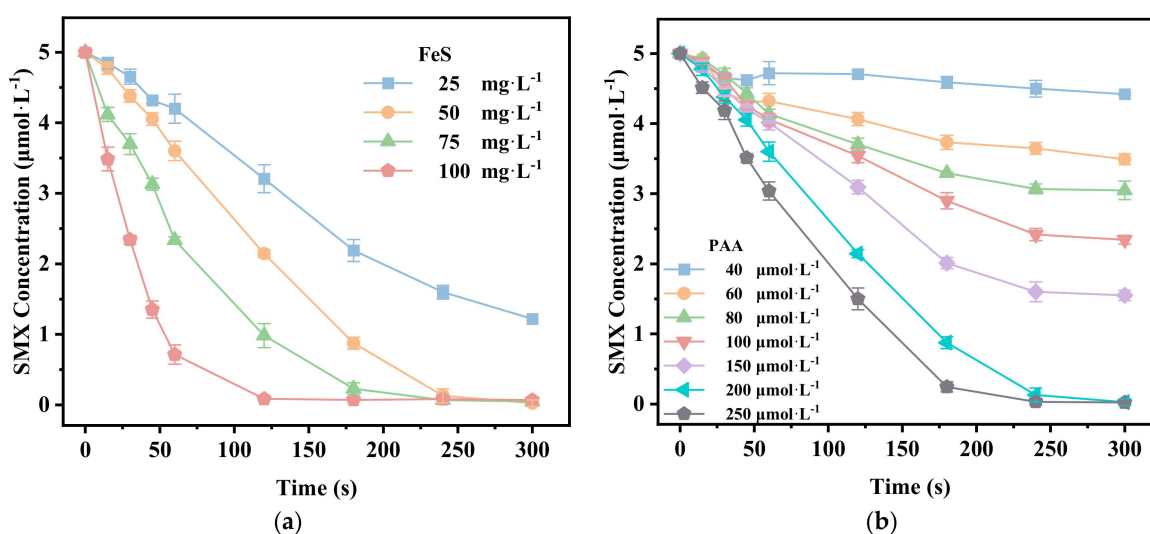 SMX Concentration (μmol·L⁻¹)
5
4
3
2
1
0
FeS
25 mg·L⁻¹
50 mg·L⁻¹
75 mg·L⁻¹
100 mg·L⁻¹
0 50 100 150 200 250 300
Time (s)
(a)
SMX Concentration (μmol·L⁻¹)
5
4
3
2
1
0
PAA
40 μmol·L⁻¹
60 μmol·L⁻¹
80 μmol·L⁻¹
100 μmol·L⁻¹
150 μmol·L⁻¹
200 μmol·L⁻¹
250 μmol·L⁻¹
0 50 100 150 200 250 300
Time (s)
(b)